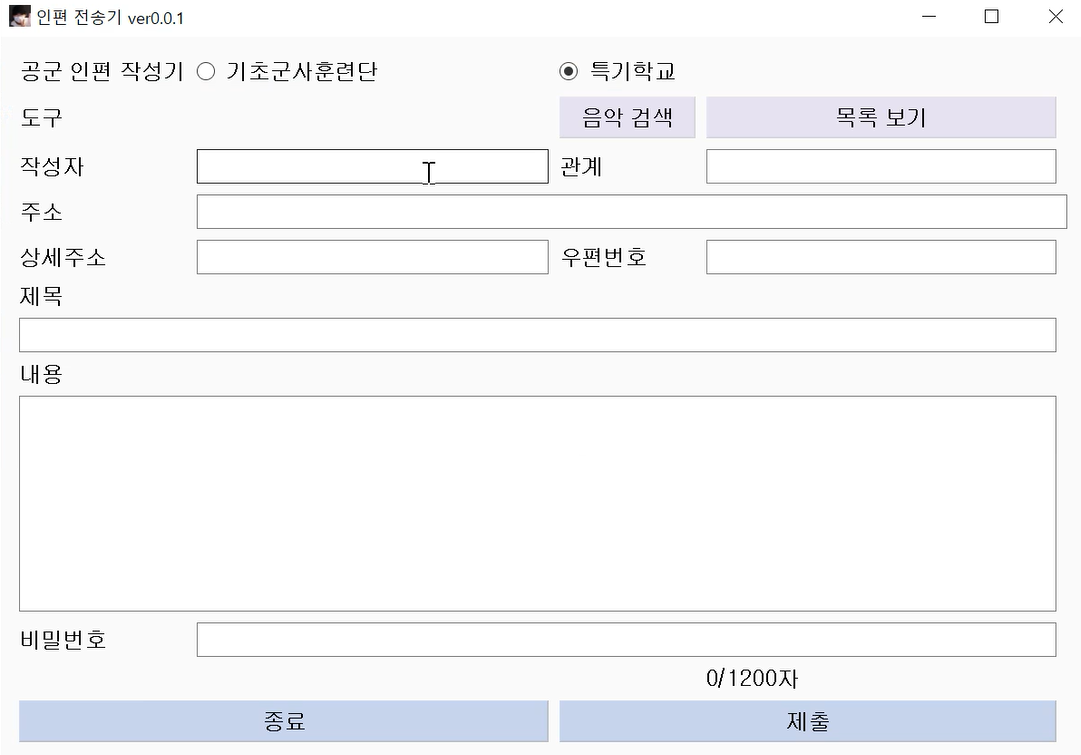 인편 전송기 ver0.0.1
공군 인편 작성기 기초군사훈련단 특기학교
도구 음악 검색 목록 보기
작성자 관계
주소
상세주소 우편번호
제목
내용
비밀번호
0/1200자
종료 제출